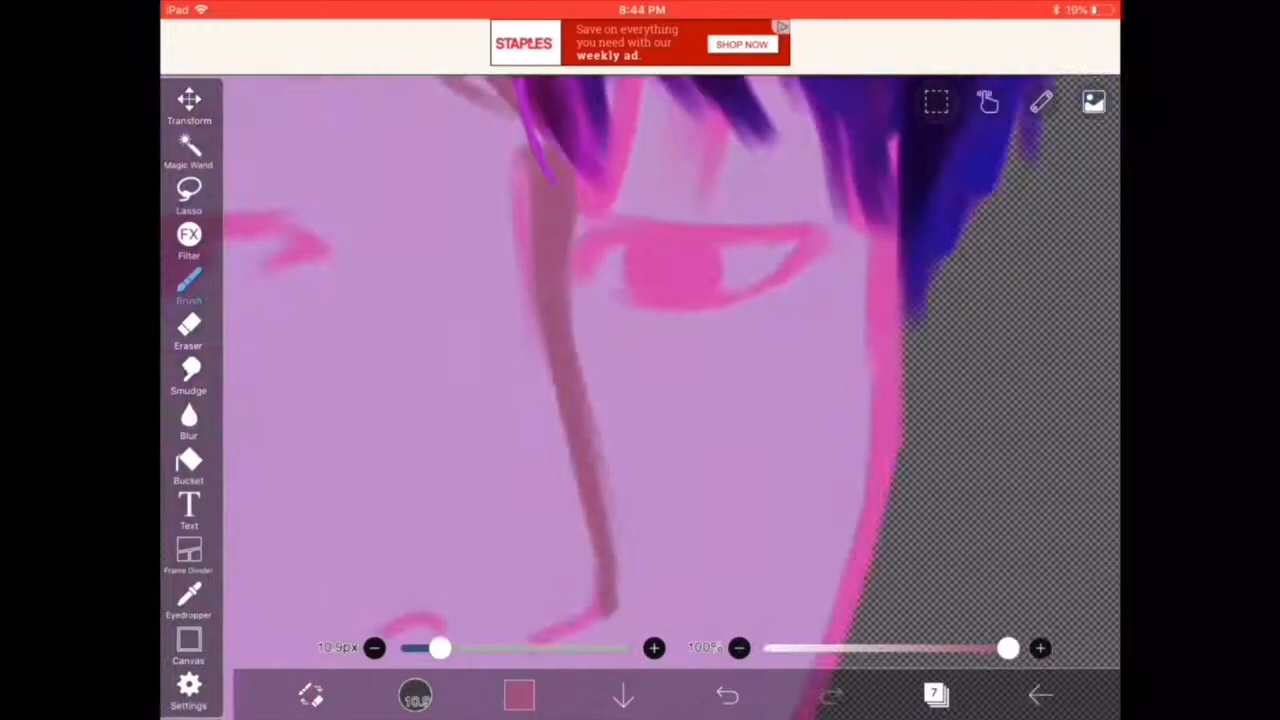 iPad
8:44 PM
19%
STAPLES
Save on everything
you need with our
weekly ad.
SHOP NOW
Transform
Magic Wand
Lasso
FX
Filter
Brush
Eraser
Smudge
Blur
Bucket
T
Text
Frame Divider
Eyedropper
Canvas
Settings
10.9px
100%
10.9
7